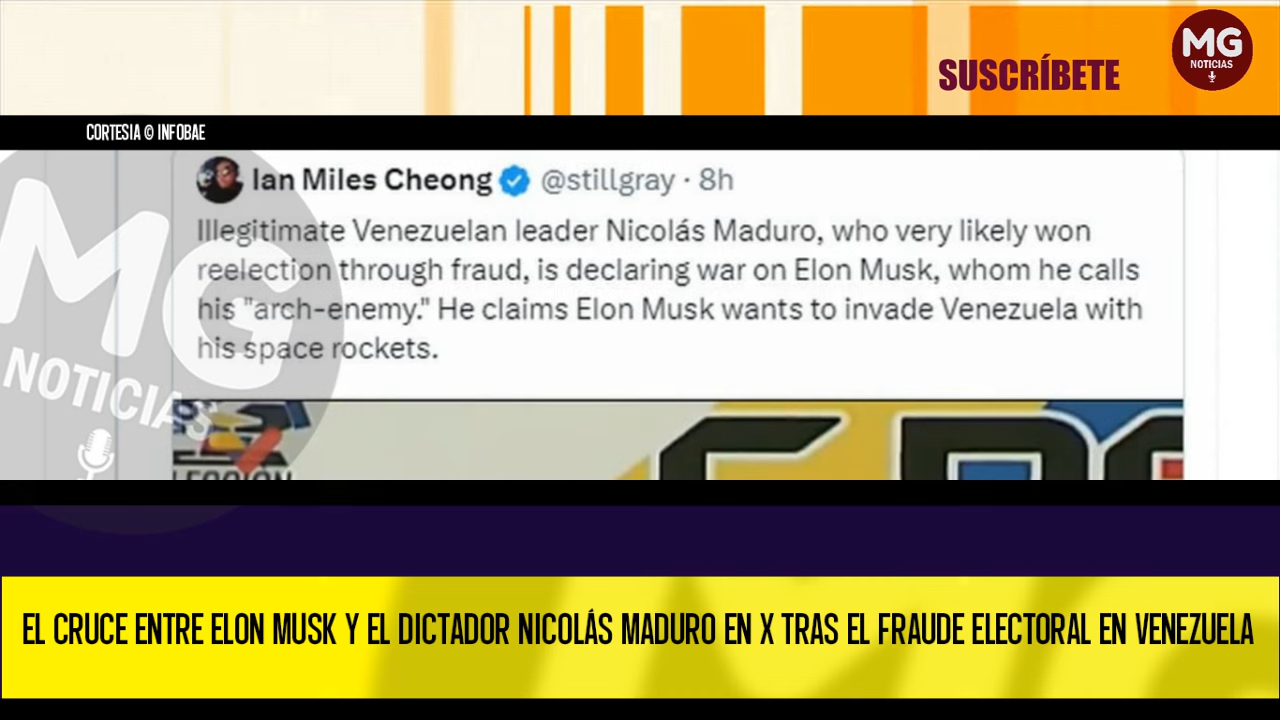 SUSCRÍBETE
MG
NOTICIAS
CORTESIA © INFOBAE
Ian Miles Cheong @stillgray · 8h
Illegitimate Venezuelan leader Nicolás Maduro, who very likely won
reelection through fraud, is declaring war on Elon Musk, whom he calls
his "arch-enemy." He claims Elon Musk wants to invade Venezuela with
his space rockets.
MG
NOTICIAS
EL CRUCE ENTRE ELON MUSK Y EL DICTADOR NICOLÁS MADURO EN X TRAS EL FRAUDE ELECTORAL EN VENEZUELA